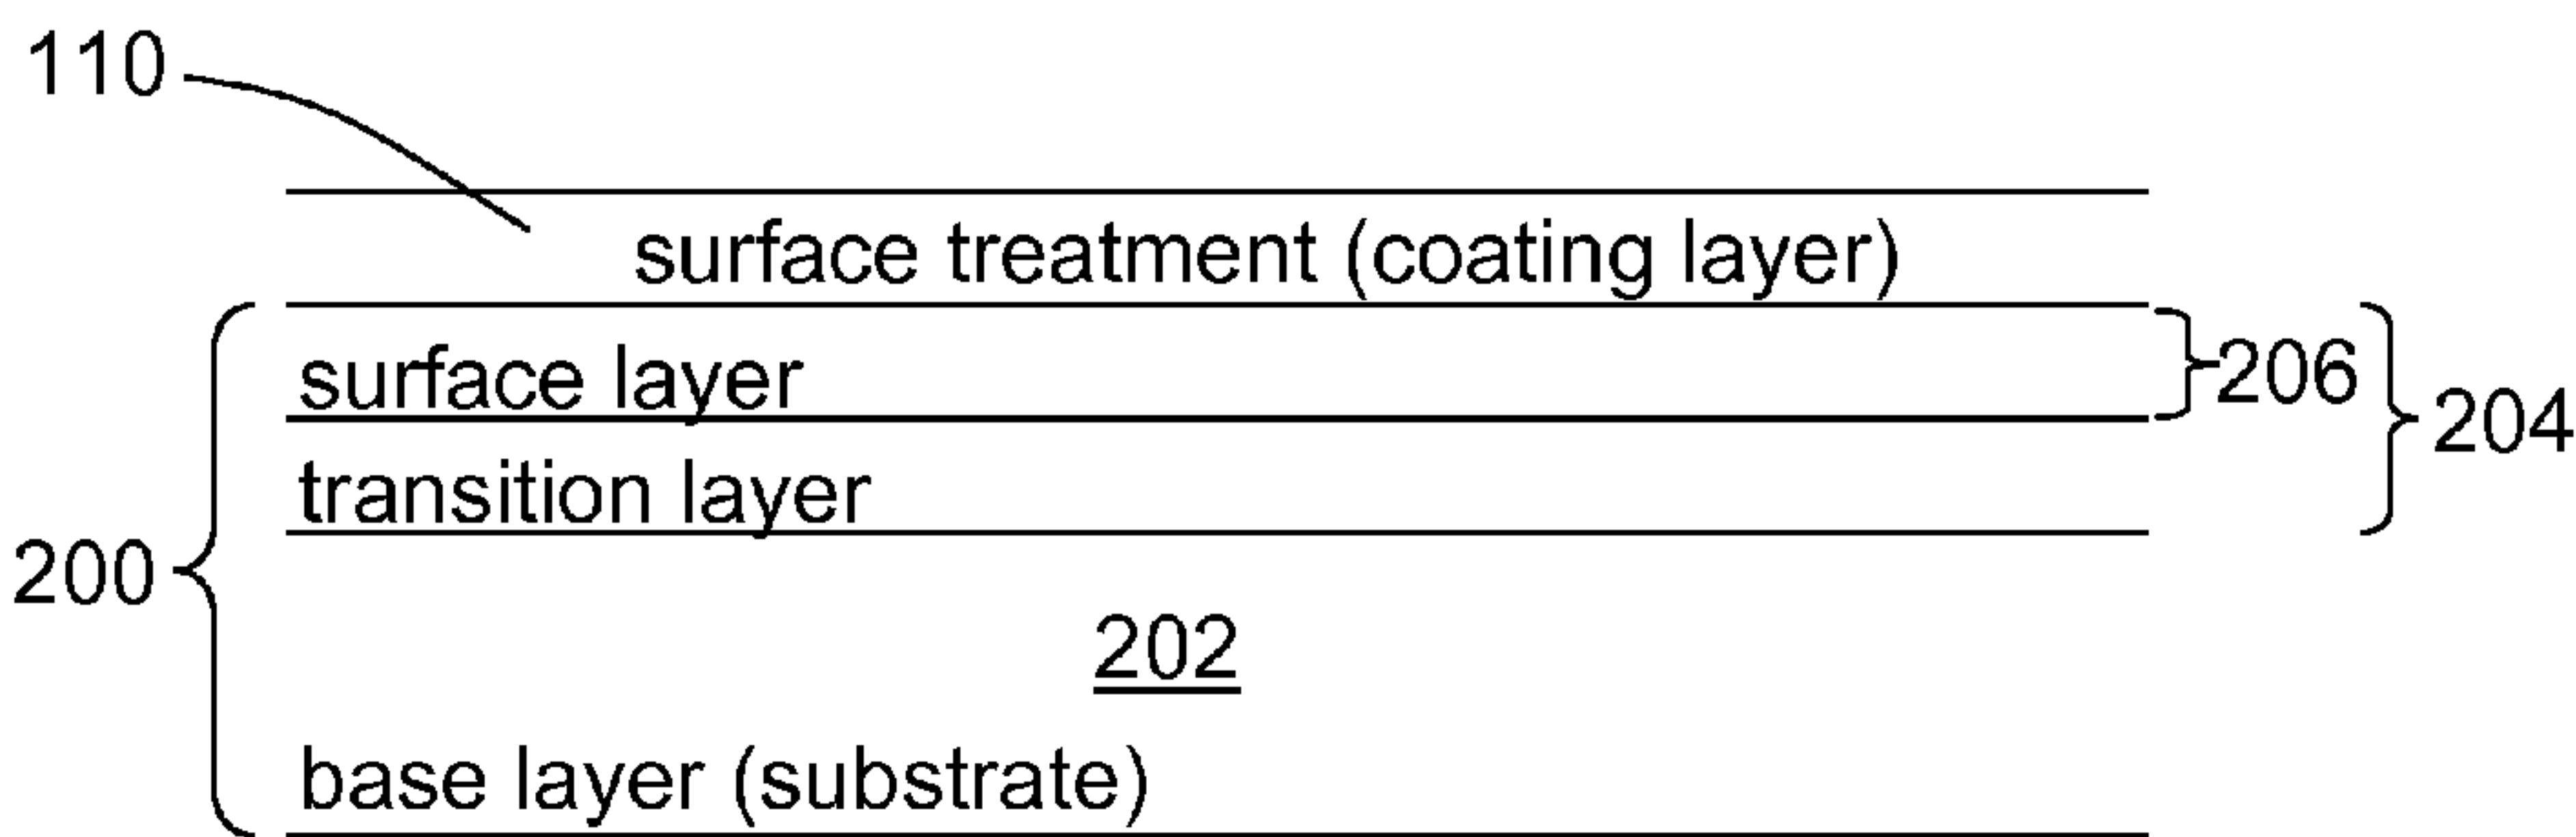 110
surface treatment (coating layer)
surface layer
206
204
transition layer
200
202
base layer (substrate)